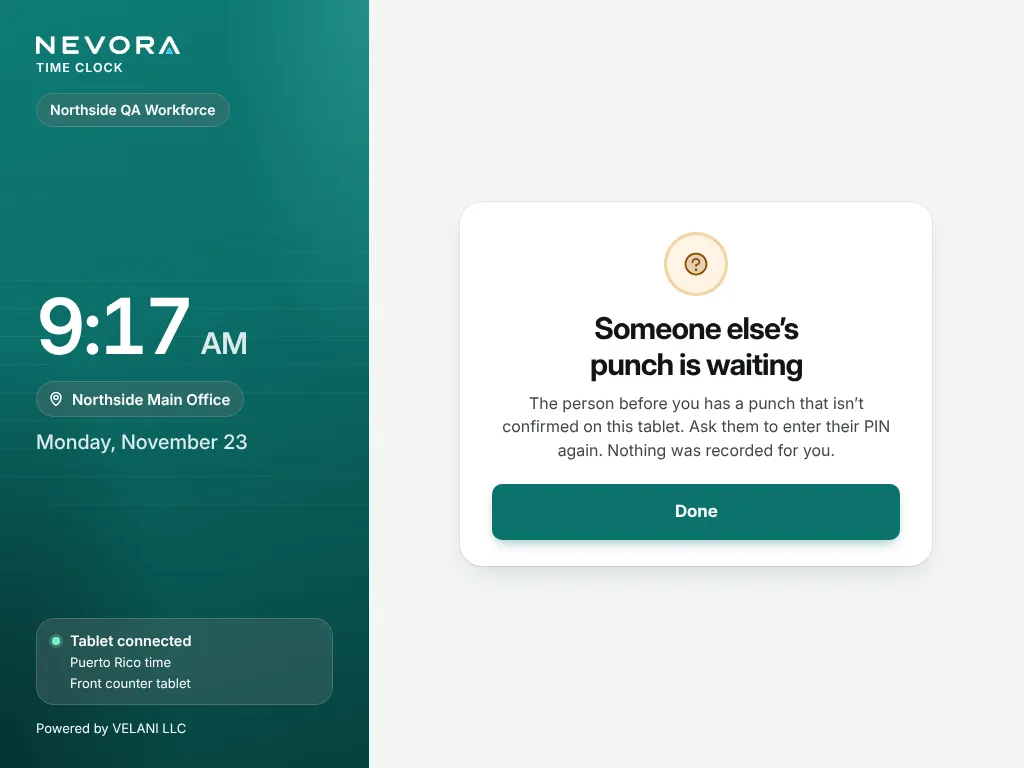 NEVORA
TIME CLOCK
Northside QA Workforce
9:17 AM
Northside Main Office
Monday, November 23
Tablet connected
Puerto Rico time
Front counter tablet
Powered by VELANI LLC
Someone else’s
punch is waiting
The person before you has a punch that isn’t
confirmed on this tablet. Ask them to enter their PIN
again. Nothing was recorded for you.
Done